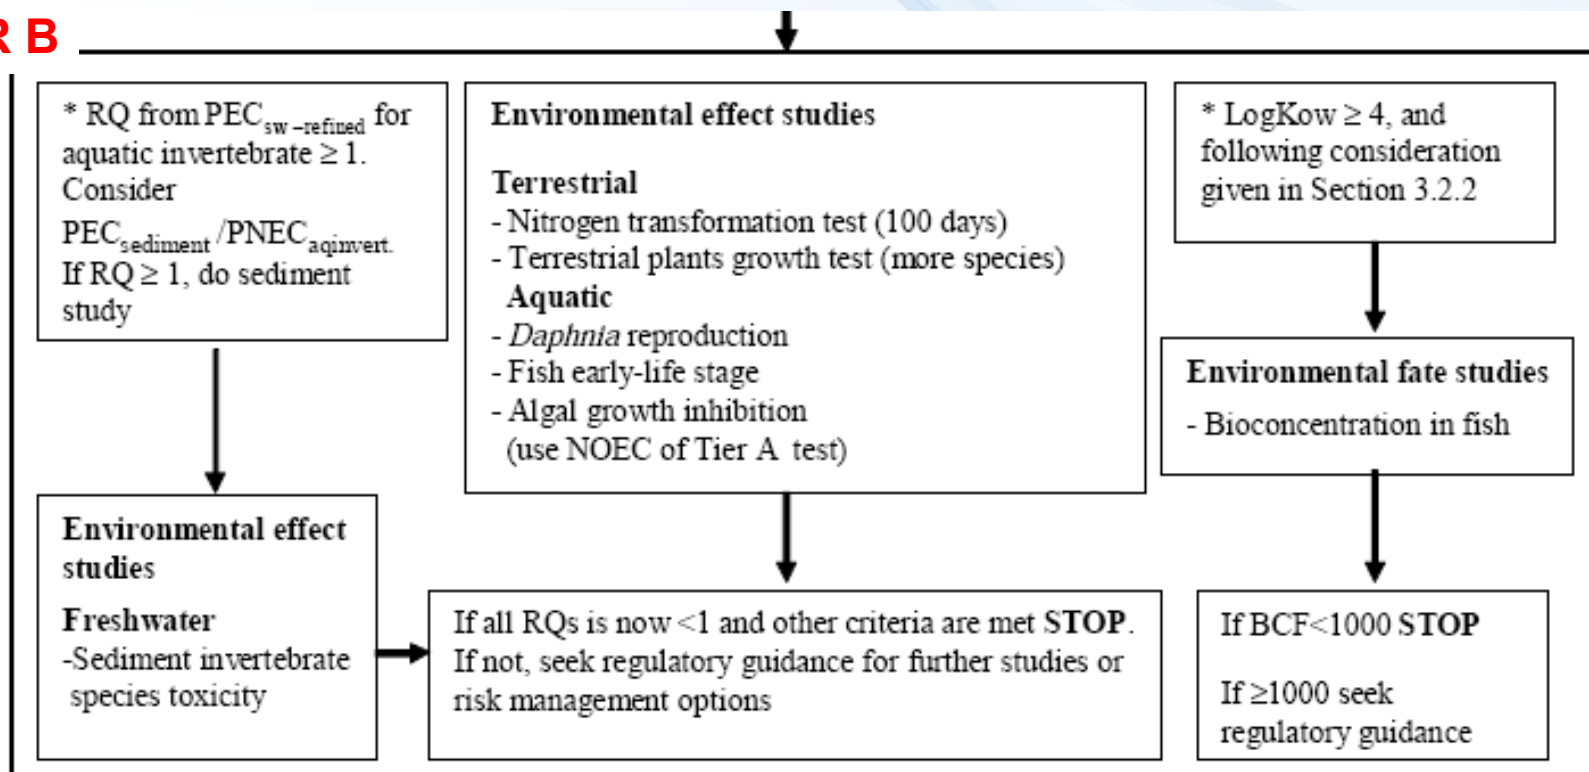 R B
* RQ from PECsw-refined for
aquatic invertebrate ≥ 1.
Consider
PECsediment /PNECaqinvert.
If RQ ≥ 1, do sediment
study
Environmental effect studies
Terrestrial
- Nitrogen transformation test (100 days)
- Terrestrial plants growth test (more species)
Aquatic
- Daphnia reproduction
- Fish early-life stage
- Algal growth inhibition
(use NOEC of Tier A test)
* LogKow ≥ 4, and
following consideration
given in Section 3.2.2
Environmental fate studies
- Bioconcentration in fish
Environmental effect
studies
Freshwater
-Sediment invertebrate
species toxicity
If all RQs is now <1 and other criteria are met STOP.
If not, seek regulatory guidance for further studies or
risk management options
If BCF<1000 STOP
If ≥1000 seek
regulatory guidance